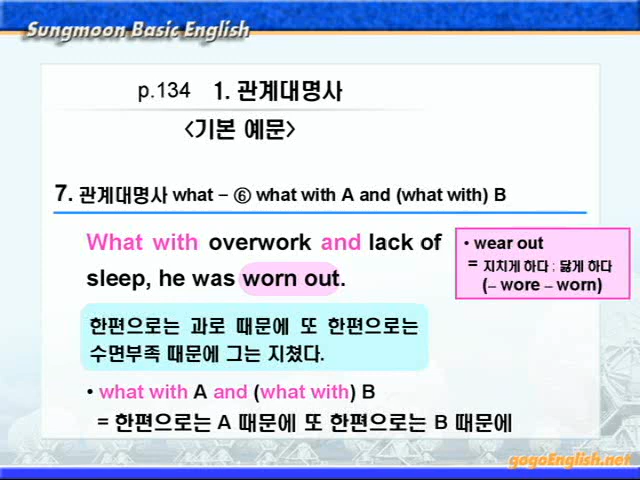 Sungmoon Basic English
p.134 1. 관계대명사
<기본 예문>
7. 관계대명사 what – ⑥ what with A and (what with) B
What with overwork and lack of
sleep, he was worn out.
• wear out
= 지치게 하다 ; 닳게 하다
(– wore – worn)
한편으로는 과로 때문에 또 한편으로는
수면부족 때문에 그는 지쳤다.
• what with A and (what with) B
= 한편으로는 A 때문에 또 한편으로는 B 때문에
gogoEnglish.net